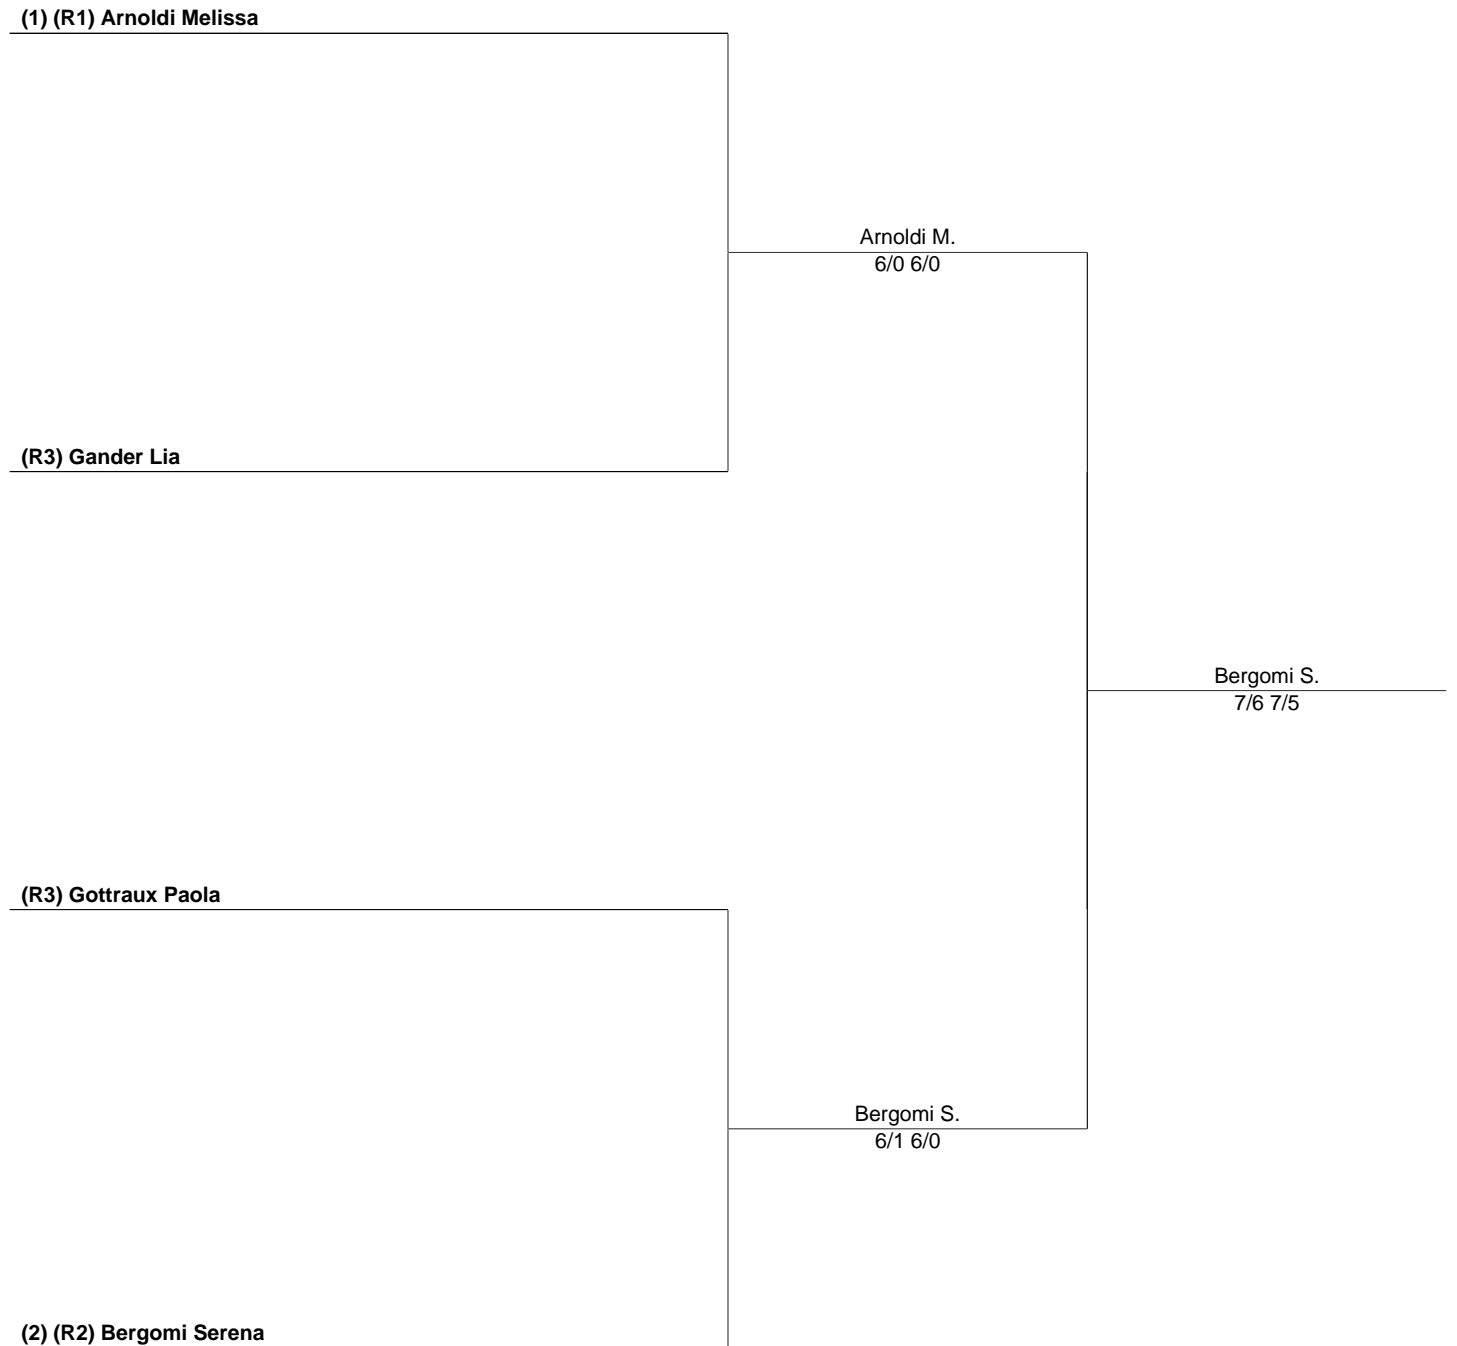 (1) (R1) Arnoldi Melissa
Arnoldi M.
6/0 6/0
(R3) Gander Lia
Bergomi S.
7/6 7/5
(R3) Gottraux Paola
Bergomi S.
6/1 6/0
(2) (R2) Bergomi Serena